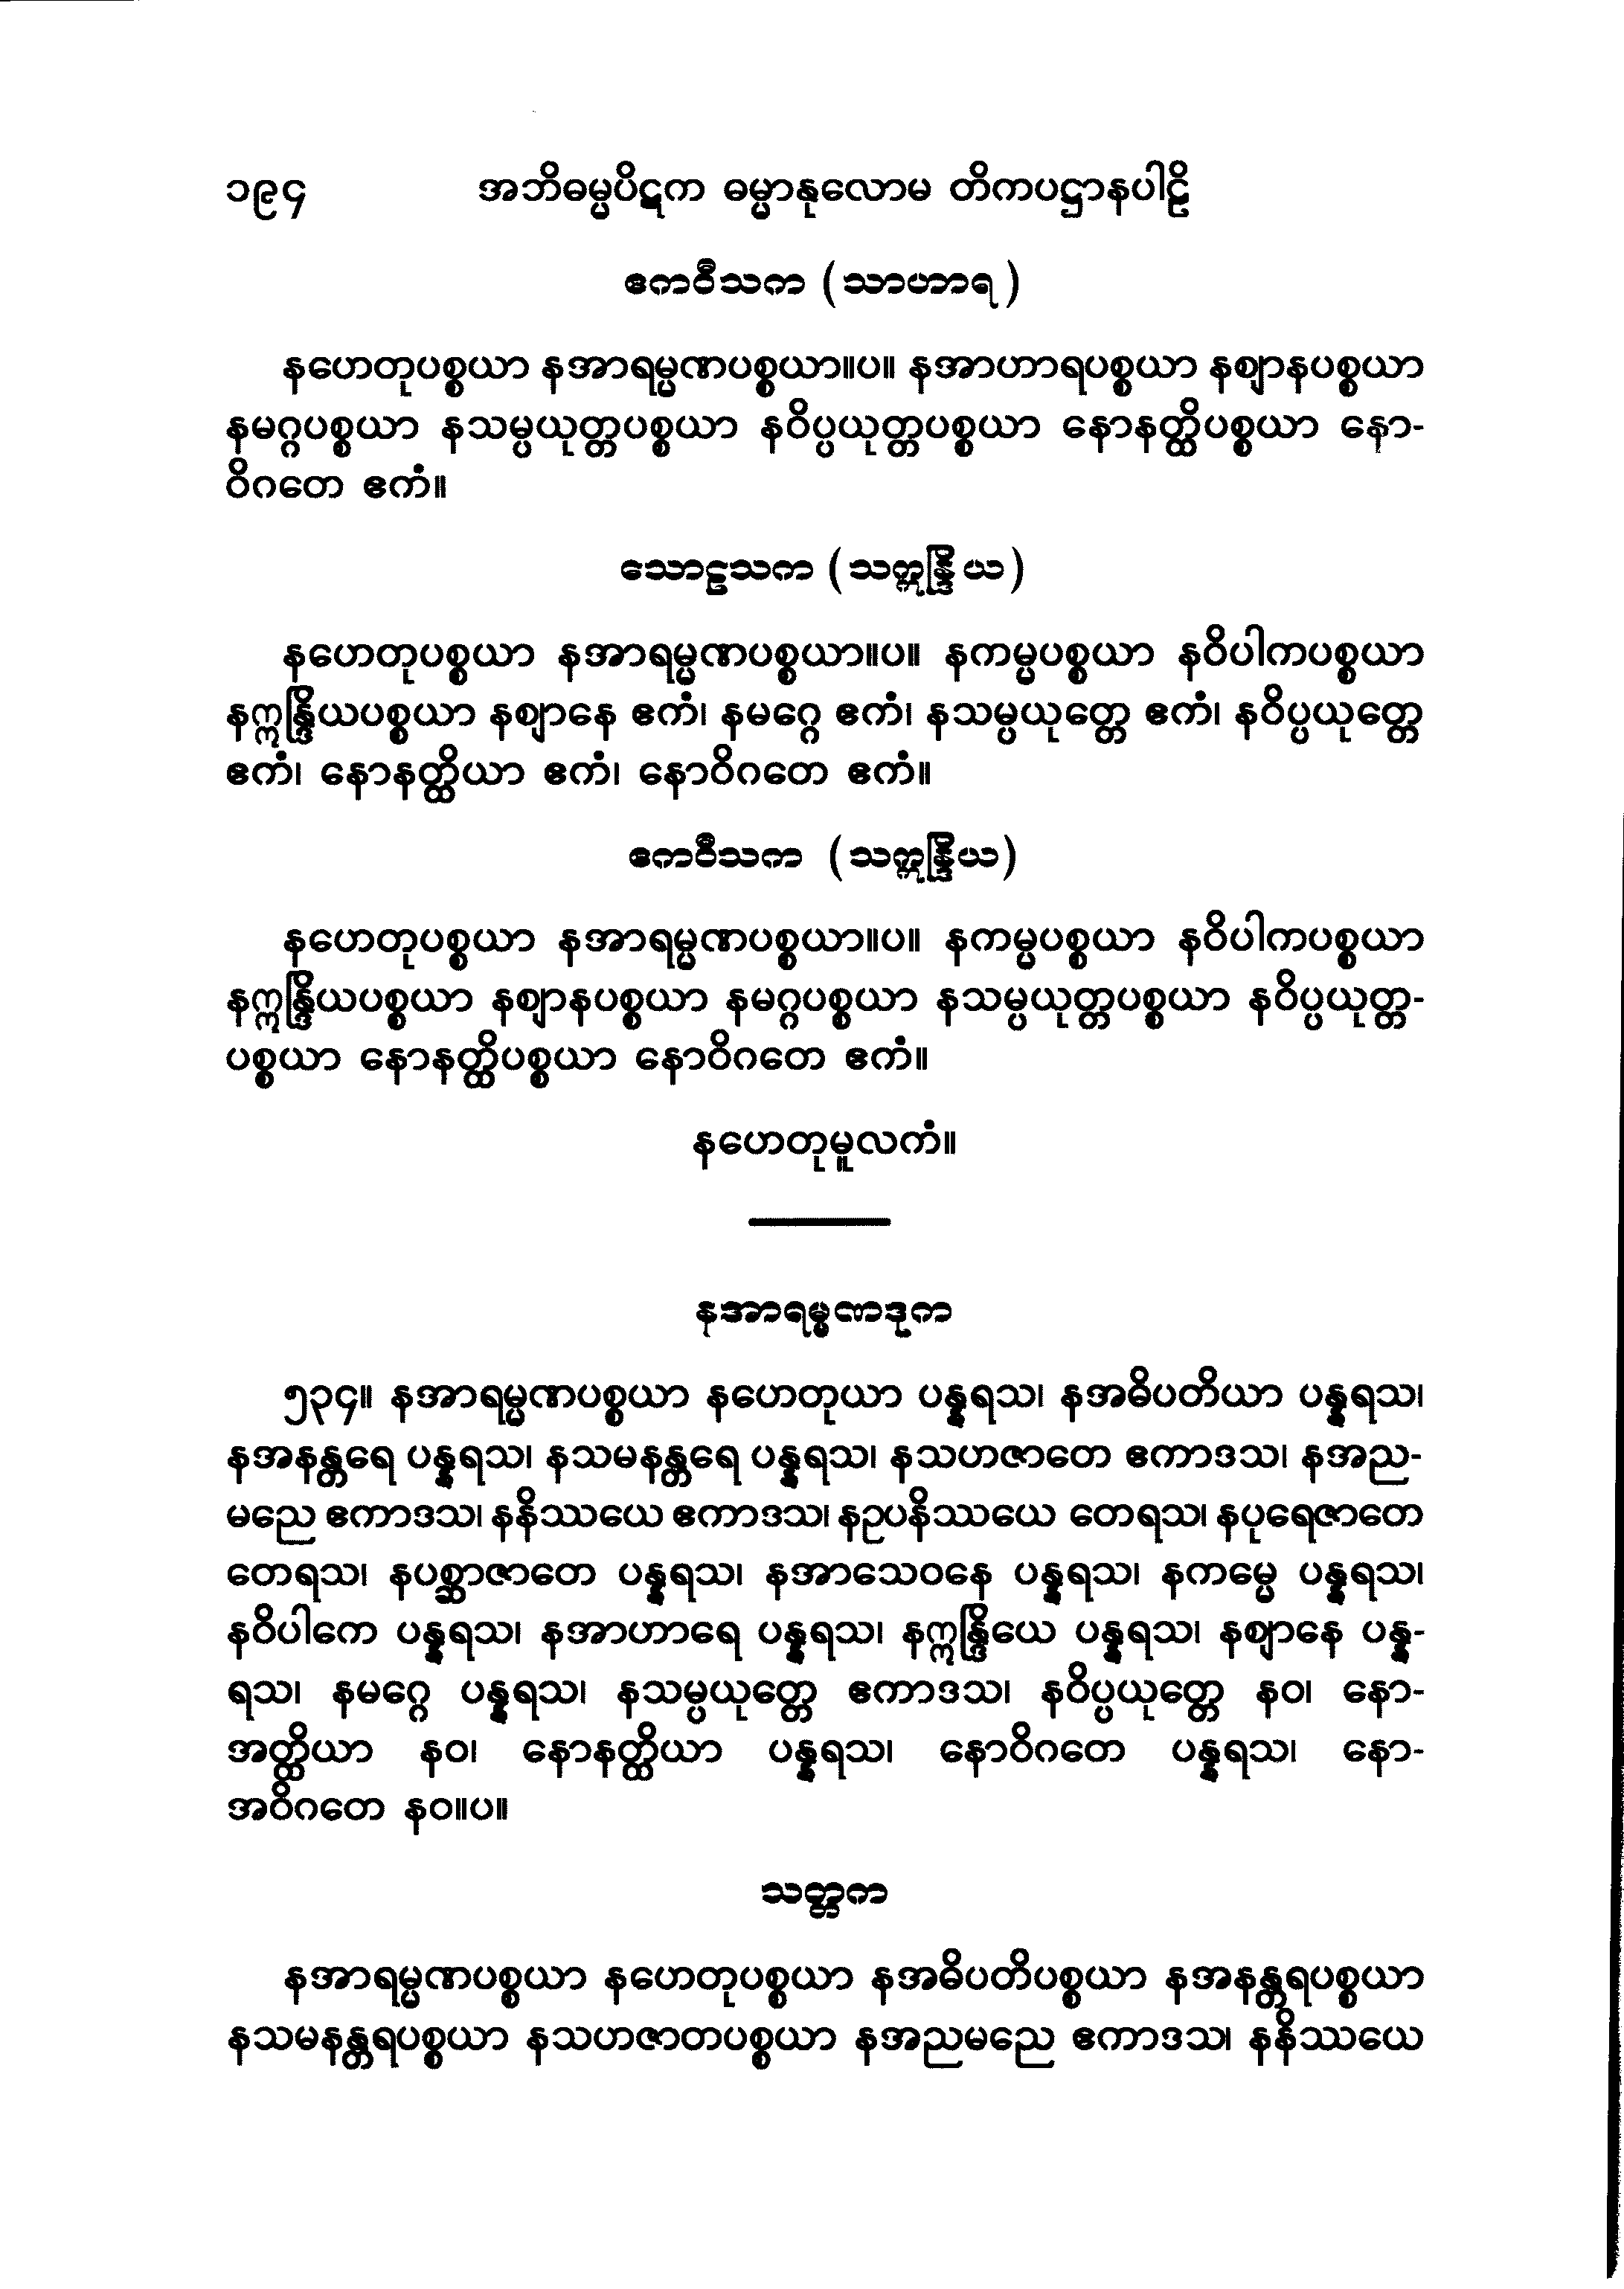 ၁၉၄ အဘိဓမ္မပိဋက ဓမ္မာနုလောမ တိကပဋ္ဌာနပါဠိ
ဧကဝီသက (သာဟာရ)
နဟေတုပစ္စယာ နအာရမ္မဏပစ္စယာ။ပ။ နအာဟာရပစ္စယာ နဈာနပစ္စယာ
နမဂ္ဂပစ္စယာ နသမ္ပယုတ္တပစ္စယာ နဝိပ္ပယုတ္တပစ္စယာ နောနတ္ထိပစ္စယာ နော-
ဝိဂတေ ဧကံ။
သောဠသက (သဣန္ဒြိယ)
နဟေတုပစ္စယာ နအာရမ္မဏပစ္စယာ။ပ။ နကမ္မပစ္စယာ နဝိပါကပစ္စယာ
နဣန္ဒြိယပစ္စယာ နဈာနေ ဧကံ၊ နမဂ္ဂေ ဧကံ၊ နသမ္ပယုတ္တေ ဧကံ၊ နဝိပ္ပယုတ္တေ
ဧကံ၊ နောနတ္ထိယာ ဧကံ၊ နောဝိဂတေ ဧကံ။
ဧကဝီသက (သဣန္ဒြိယ)
နဟေတုပစ္စယာ နအာရမ္မဏပစ္စယာ။ပ။ နကမ္မပစ္စယာ နဝိပါကပစ္စယာ
နဣန္ဒြိယပစ္စယာ နဈာနပစ္စယာ နမဂ္ဂပစ္စယာ နသမ္ပယုတ္တပစ္စယာ နဝိပ္ပယုတ္တ-
ပစ္စယာ နောနတ္ထိပစ္စယာ နောဝိဂတေ ဧကံ။
နဟေတုမူလကံ။
နအာရမ္မဏဒုက
၅၃၄။ နအာရမ္မဏပစ္စယာ နဟေတုယာ ပန္နရသ၊ နအဓိပတိယာ ပန္နရသ၊
နအနန္တရေ ပန္နရသ၊ နသမနန္တရေ ပန္နရသ၊ နသဟဇာတေ ဧကာဒသ၊ နအည-
မညေ ဧကာဒသ၊ နနိဿယေ ဧကာဒသ၊ နဥပနိဿယေ တေရသ၊ နပုရေဇာတေ
တေရသ၊ နပစ္ဆာဇာတေ ပန္နရသ၊ နအာသေဝနေ ပန္နရသ၊ နကမ္မေ ပန္နရသ၊
နဝိပါကေ ပန္နရသ၊ နအာဟာရေ ပန္နရသ၊ နဣန္ဒြိယေ ပန္နရသ၊ နဈာနေ ပန္န-
ရသ၊ နမဂ္ဂေ ပန္နရသ၊ နသမ္ပယုတ္တေ ဧကာဒသ၊ နဝိပ္ပယုတ္တေ နဝ၊ နော-
အတ္ထိယာ နဝ၊ နောနတ္ထိယာ ပန္နရသ၊ နောဝိဂတေ ပန္နရသ၊ နော-
အဝိဂတေ နဝ။ပ။
သတ္တက
နအာရမ္မဏပစ္စယာ နဟေတုပစ္စယာ နအဓိပတိပစ္စယာ နအနန္တရပစ္စယာ
နသမနန္တရပစ္စယာ နသဟဇာတပစ္စယာ နအညမညေ ဧကာဒသ၊ နနိဿယေ